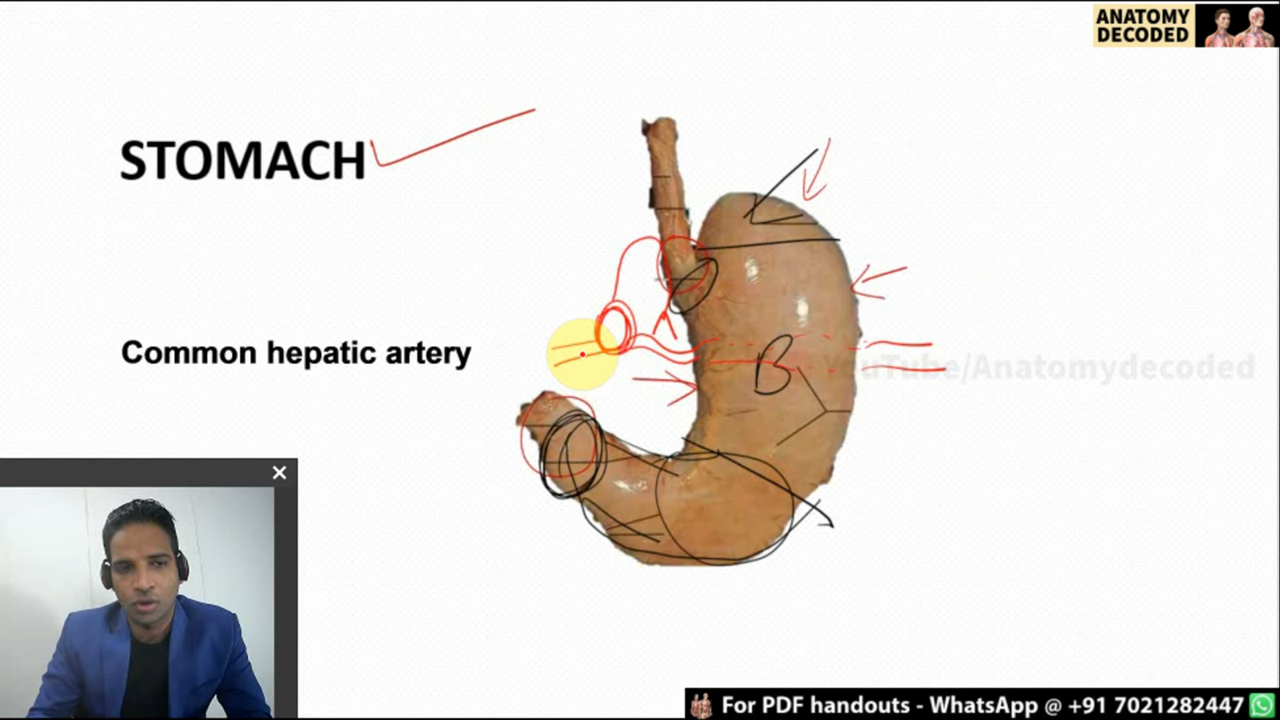 ANATOMY
DECODED
STOMACH
Common hepatic artery
B
YouTube/Anatomydecoded
For PDF handouts - WhatsApp @ +91 7021282447